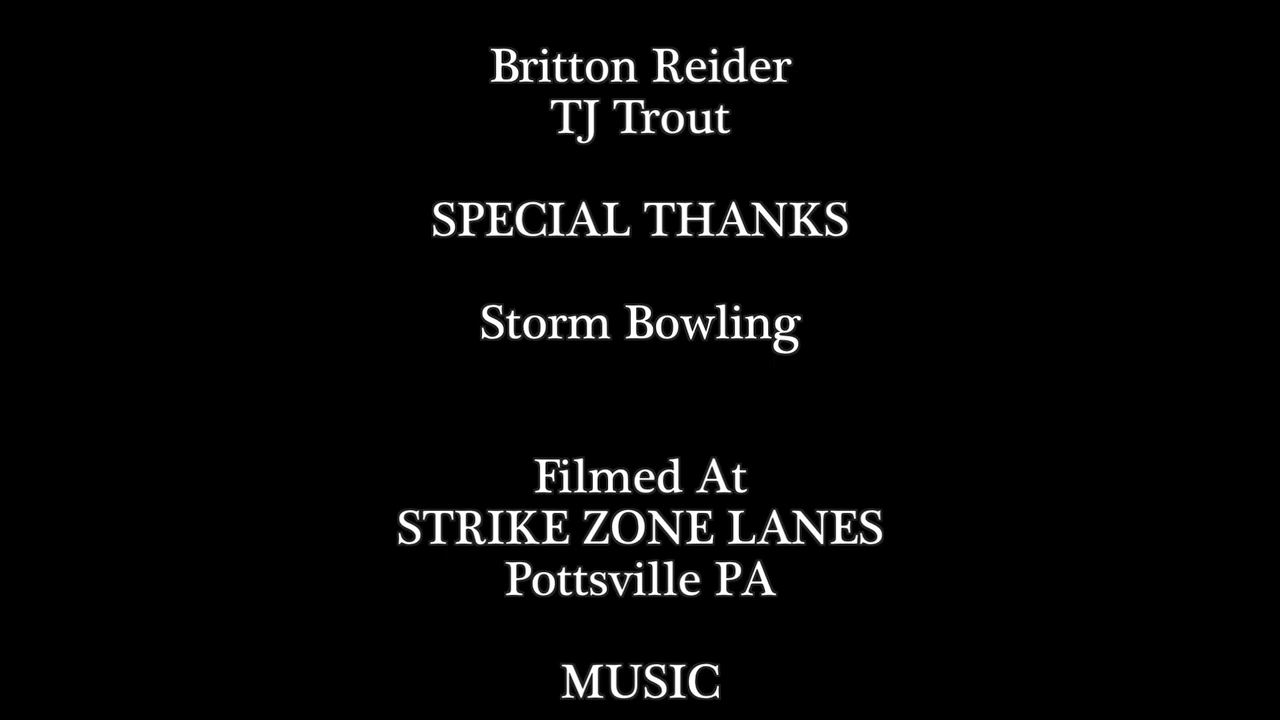 Britton Reider
TJ Trout
SPECIAL THANKS
Storm Bowling
Filmed At
STRIKE ZONE LANES
Pottsville PA
MUSIC